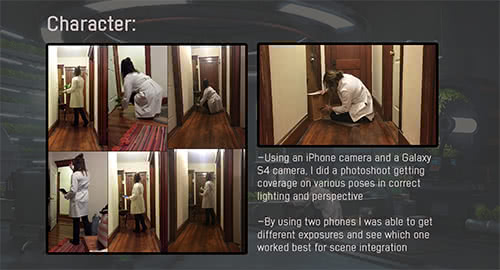 Character:
-Using an iPhone camera and a Galaxy
S4 camera, I did a photoshoot getting
coverage on various poses in correct
lighting and perspective
-By using two phones I was able to get
different exposures and see which one
worked best for scene integration